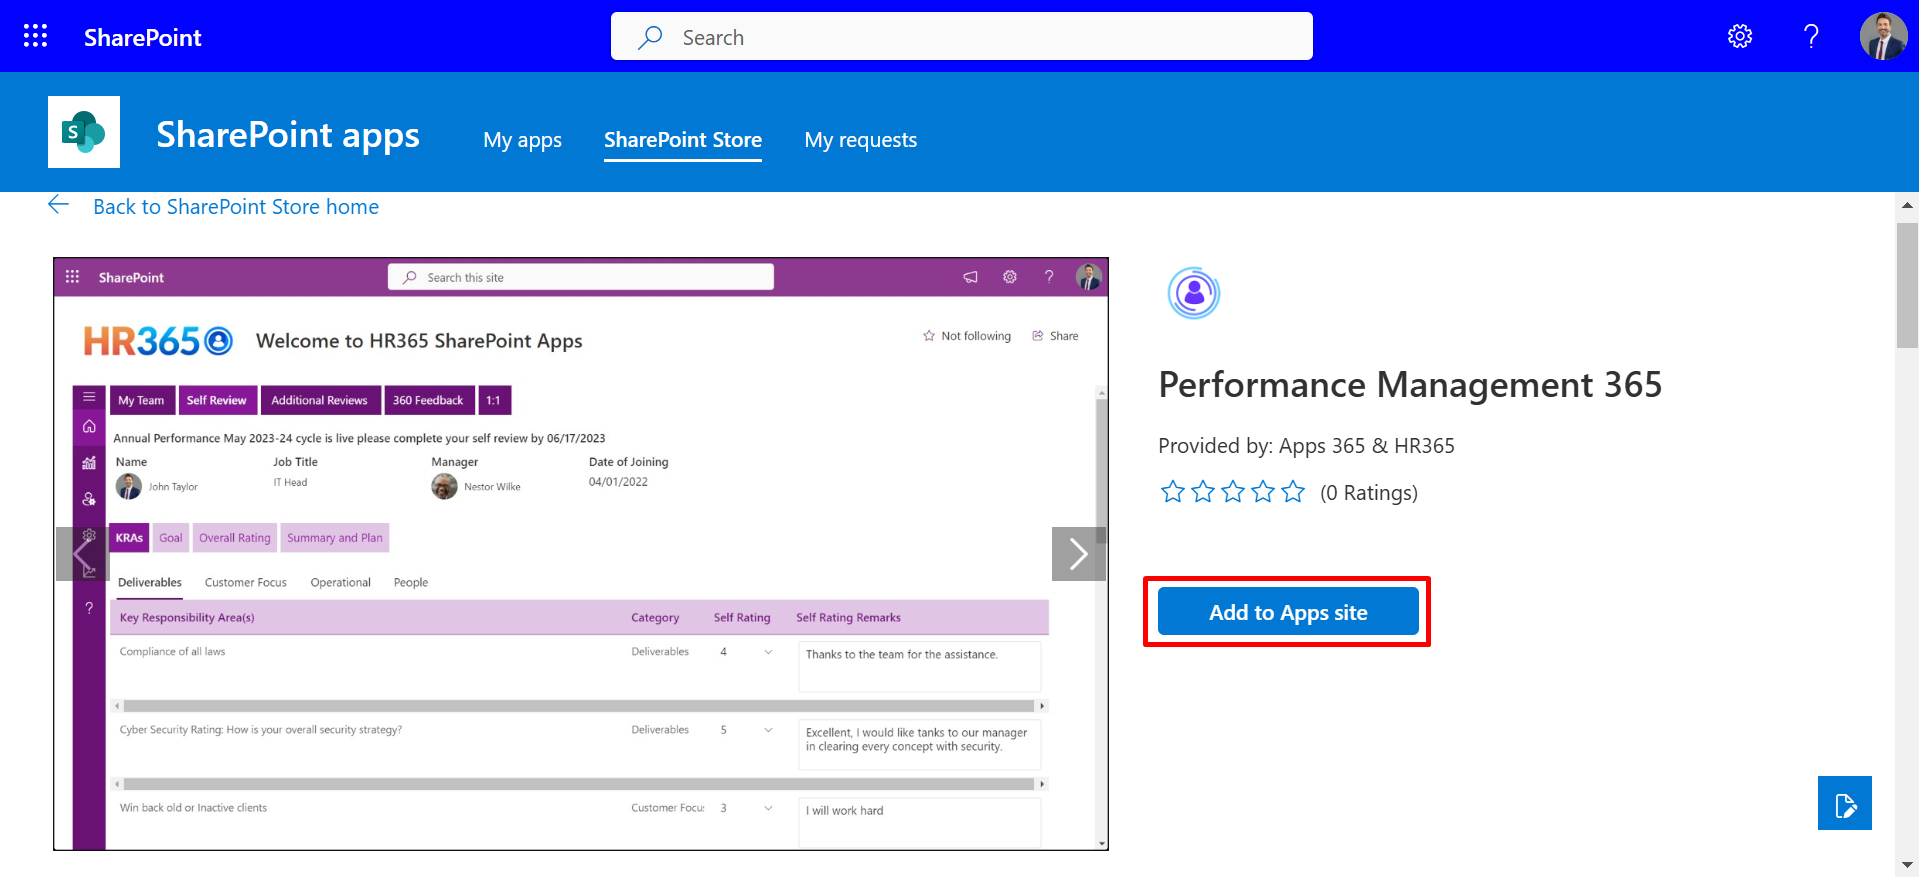 SharePoint
Search
SharePoint apps
My apps
SharePoint Store
My requests
Back to SharePoint Store home
SharePoint
Search this site
HR365
Welcome to HR365 SharePoint Apps
Not following
Share
My Team
Self Review
Additional Reviews
360 Feedback
1:1
Annual Performance May 2023-24 cycle is live please complete your self review by 06/17/2023
Name
Job Title
Manager
Date of Joining
John Taylor
IT Head
Nestor Wilke
04/01/2022
KRAs
Goal
Overall Rating
Summary and Plan
Deliverables
Customer Focus
Operational
People
Key Responsibility Area(s)
Category
Self Rating
Self Rating Remarks
Compliance of all laws
Deliverables
4
Thanks to the team for the assistance.
Cyber Security Rating: How is your overall security strategy?
Deliverables
5
Excellent, I would like tanks to our manager
in clearing every concept with security.
Win back old or Inactive clients
Customer Focu
3
I will work hard
Performance Management 365
Provided by: Apps 365 & HR365
(0 Ratings)
Add to Apps site